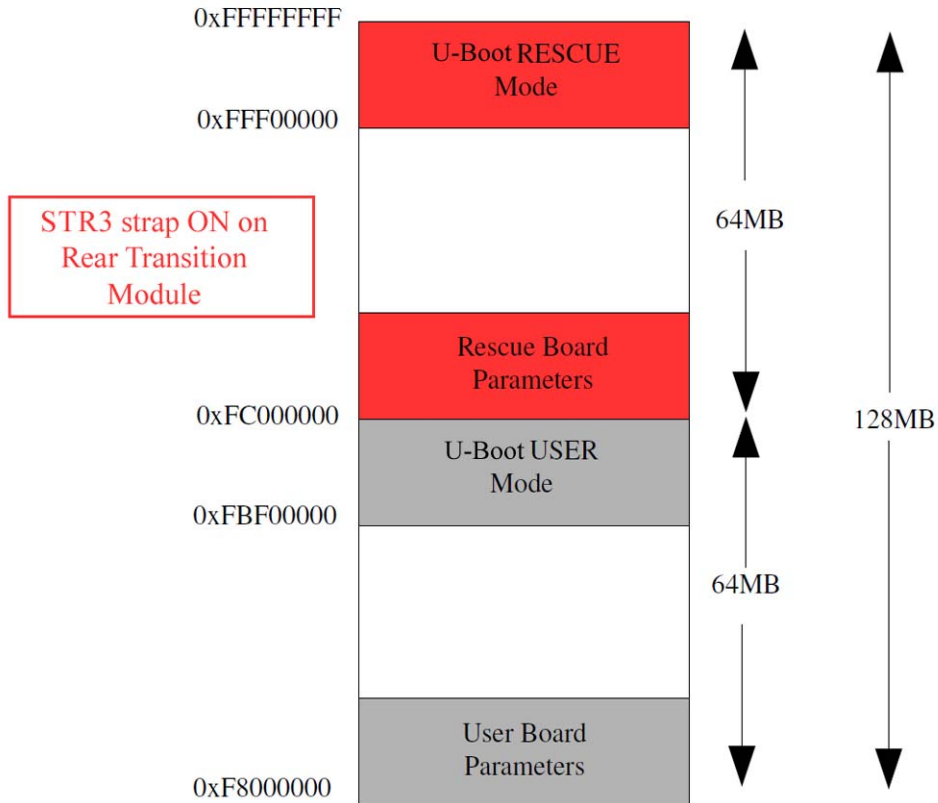 0xFFFFFFFF
U-Boot RESCUE
Mode
0xFFF00000
STR3 strap ON on
Rear Transition
Module
64MB
Rescue Board
Parameters
0xFC000000
128MB
U-Boot USER
Mode
0xFBF00000
64MB
User Board
Parameters
0xF8000000